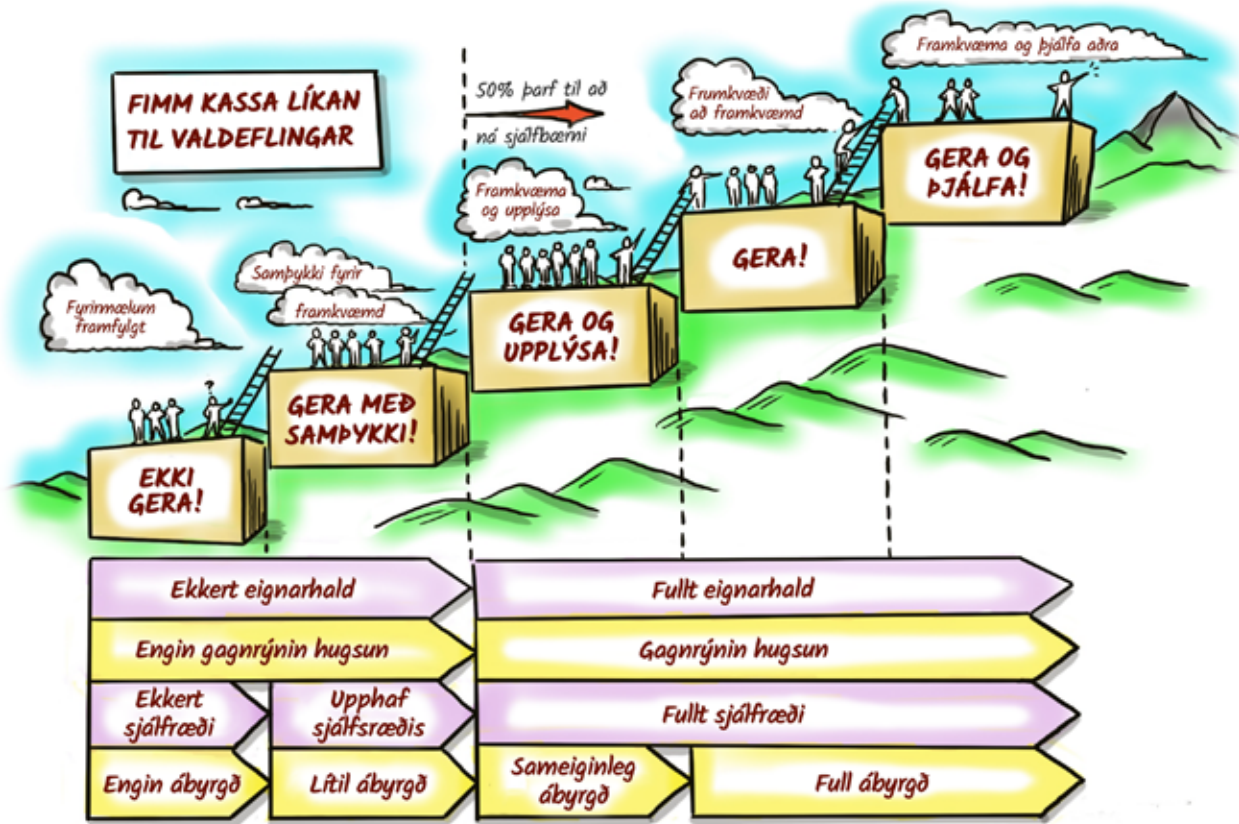 FIMM KASSA LÍKAN
TIL VALDEFLINGAR
50% þarf til að
ná sjálfbærni
Framkvæma og þjálfa aðra
Frumkvæði
að framkvæmd
Framkvæma
og upplýsa
Samþykki fyrir
framkvæmd
Fyrirmælum
framfylgt
?
EKKI
GERA!
GERA MEÐ
SAMÞYKKI!
GERA OG
UPPLÝSA!
GERA!
GERA OG
ÞJÁLFA!
Ekkert eignarhald
Fullt eignarhald
Engin gagnrýnin hugsun
Gagnrýnin hugsun
Ekkert
sjálfræði
Upphaf
sjálfsræðis
Fullt sjálfræði
Engin ábyrgð
Lítil ábyrgð
Sameiginleg
ábyrgð
Full ábyrgð